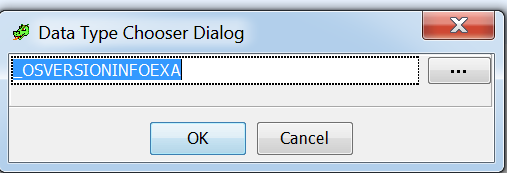 Data Type Chooser Dialog
_OSVERSIONINFOEXA
...
OK Cancel